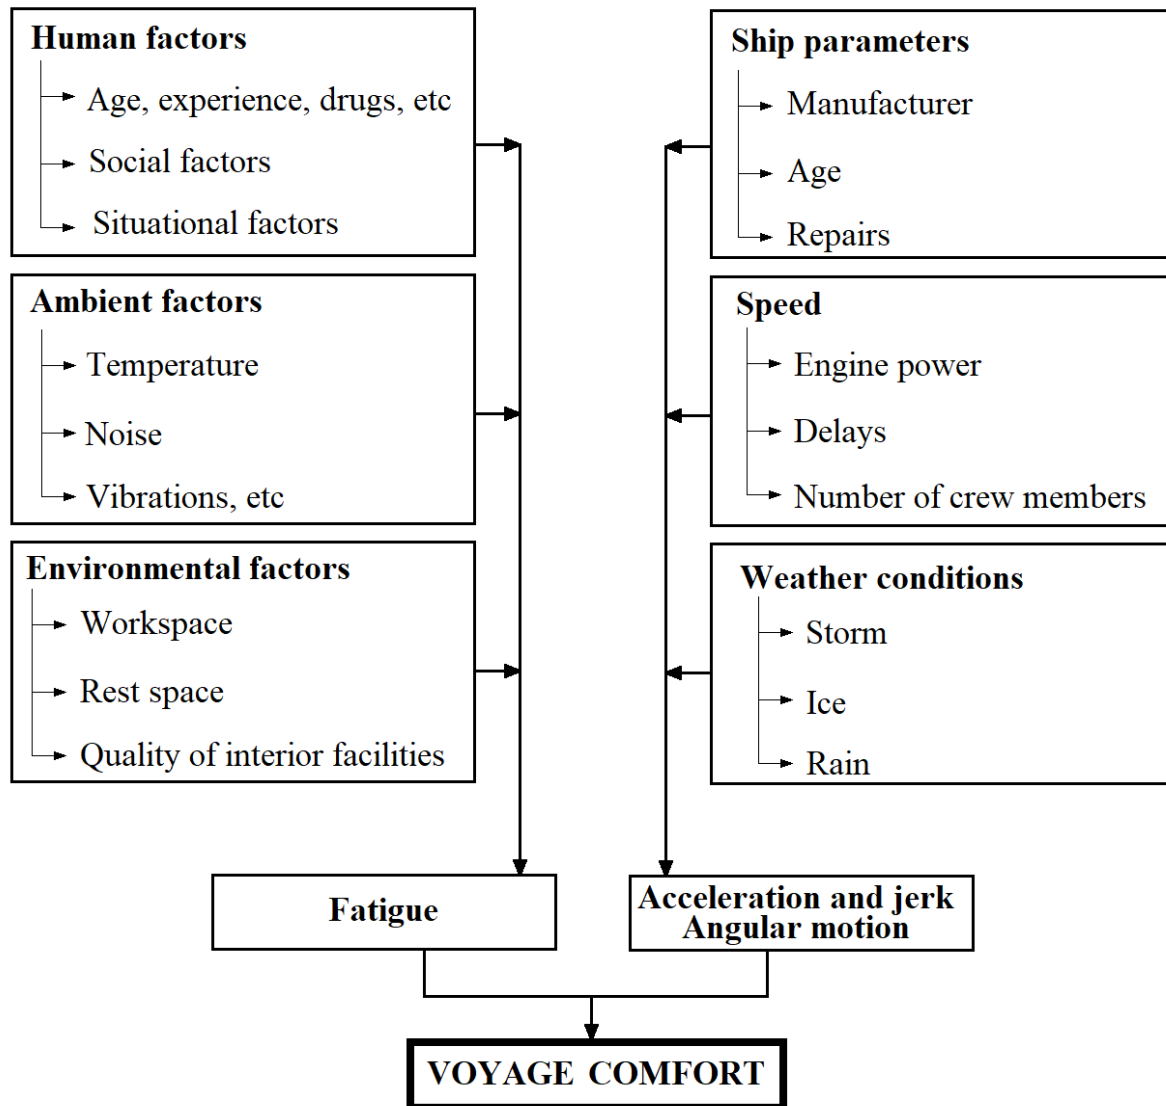 Human factors
Age, experience, drugs, etc
Social factors
Situational factors
Ambient factors
Temperature
Noise
Vibrations, etc
Environmental factors
Workspace
Rest space
Quality of interior facilities
Ship parameters
Manufacturer
Age
Repairs
Speed
Engine power
Delays
Number of crew members
Weather conditions
Storm
Ice
Rain
Fatigue
Acceleration and jerk
Angular motion
VOYAGE COMFORT